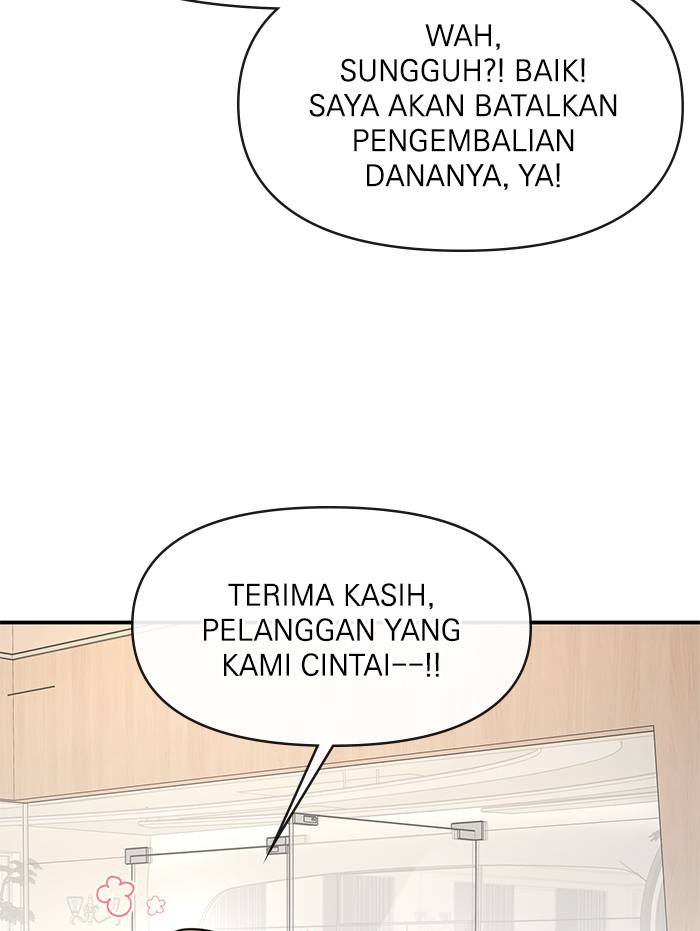 WAH,
SUNGGUH?! BAIK!
SAYA AKAN BATALKAN
PENGEMBALIAN
DANANYA, YA!
TERIMA KASIH,
PELANGGAN YANG
KAMI CINTAI--!!